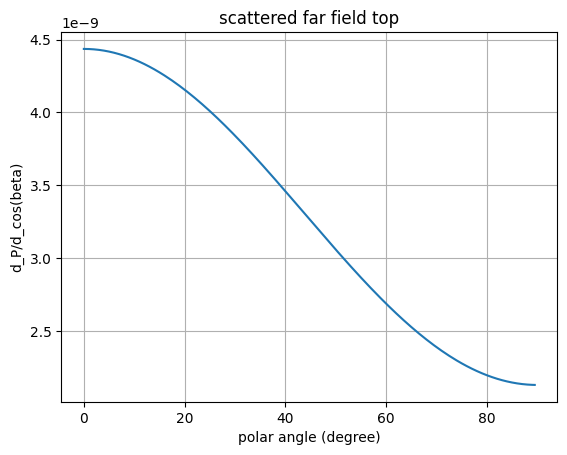 scattered far field top
1e−9
4.5
4.0
3.5
3.0
2.5
d_P/d_cos(beta)
0
20
40
60
80
polar angle (degree)